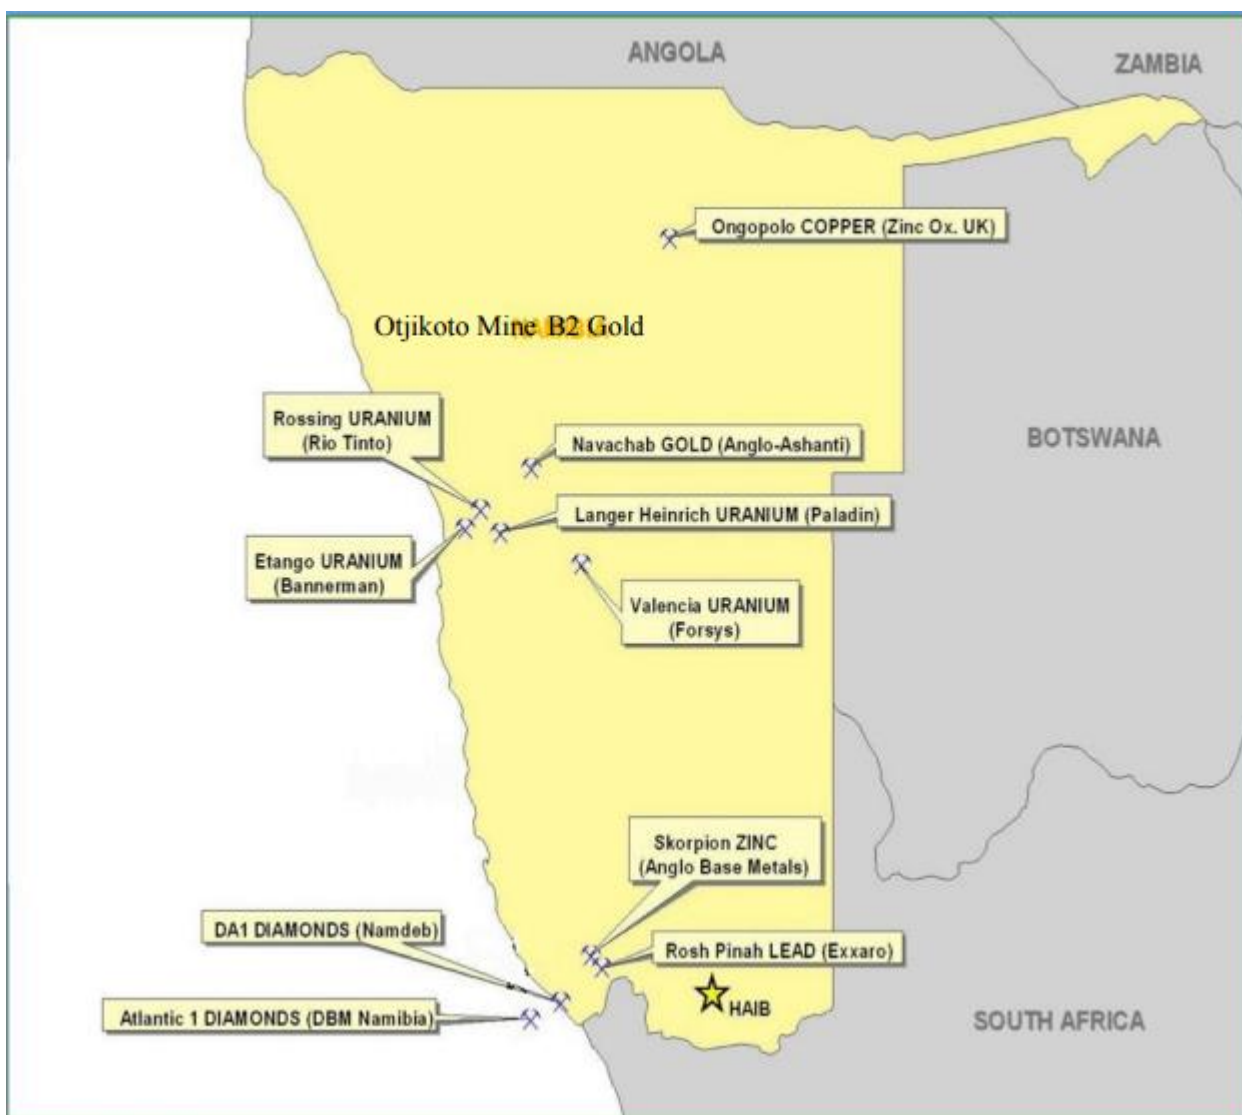 ANGOLA
ZAMBIA
Ongopolo COPPER (Zinc Ox. UK)
Otjikoto Mine B2 Gold
Rossing URANIUM
(Rio Tinto)
Navachab GOLD (Anglo-Ashanti)
BOTSWANA
Langer Heinrich URANIUM (Paladin)
Etango URANIUM
(Bannerman)
Valencia URANIUM
(Forsys)
Skorpion ZINC
(Anglo Base Metals)
DA1 DIAMONDS (Namdeb)
Rosh Pinah LEAD (Exxaro)
HAIB
Atlantic 1 DIAMONDS (DBM Namibia)
SOUTH AFRICA